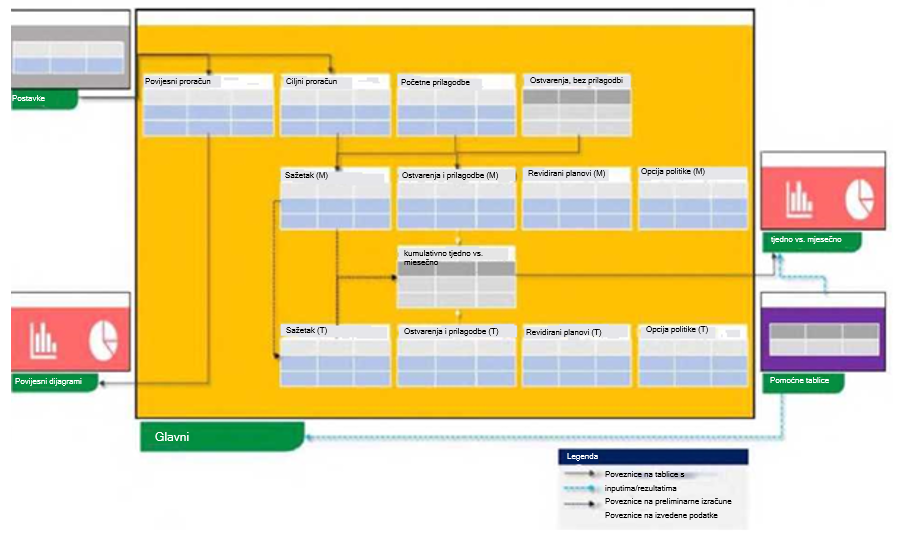 Postavke
Povijesni proračun
Ciljni proračun
Početne prilagodbe
Ostvarenja, bez prilagodbi
Sažetak (M)
Ostvarenja i prilagodbe (M)
Revidirani planovi (M)
Opcija politike (M)
tjedno vs. mjesečno
kumulativno tjedno vs.
mjesečno
Sažetak (T)
Ostvarenja i prilagodbe (T)
Revidirani planovi (T)
Opcija politike (T)
Povijesni dijagrami
Pomoćne tablice
Glavni
Legenda
Poveznice na tablice s
inputima/rezultatima
Poveznice na preliminarne izračune
Poveznice na izvedene podatke